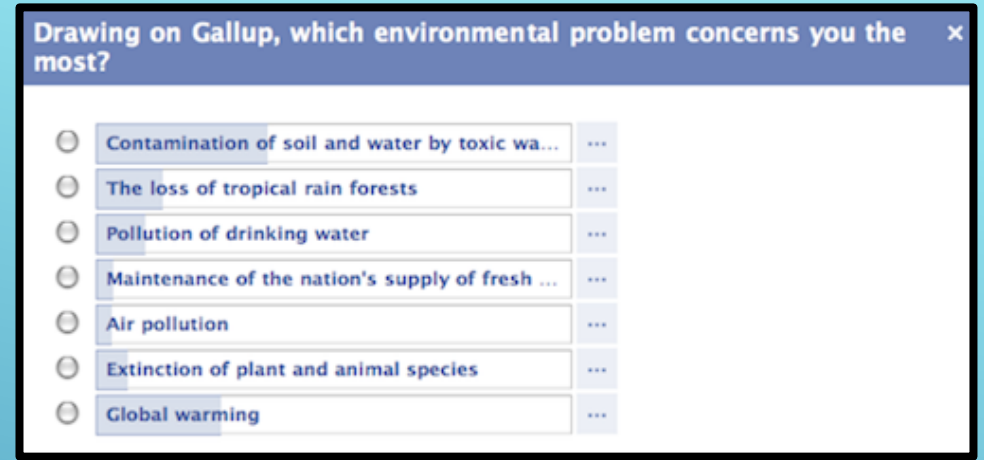 Drawing on Gallup, which environmental problem concerns you the ×
most?
Contamination of soil and water by toxic wa... ...
The loss of tropical rain forests ...
Pollution of drinking water ...
Maintenance of the nation's supply of fresh ... ...
Air pollution ...
Extinction of plant and animal species ...
Global warming ...